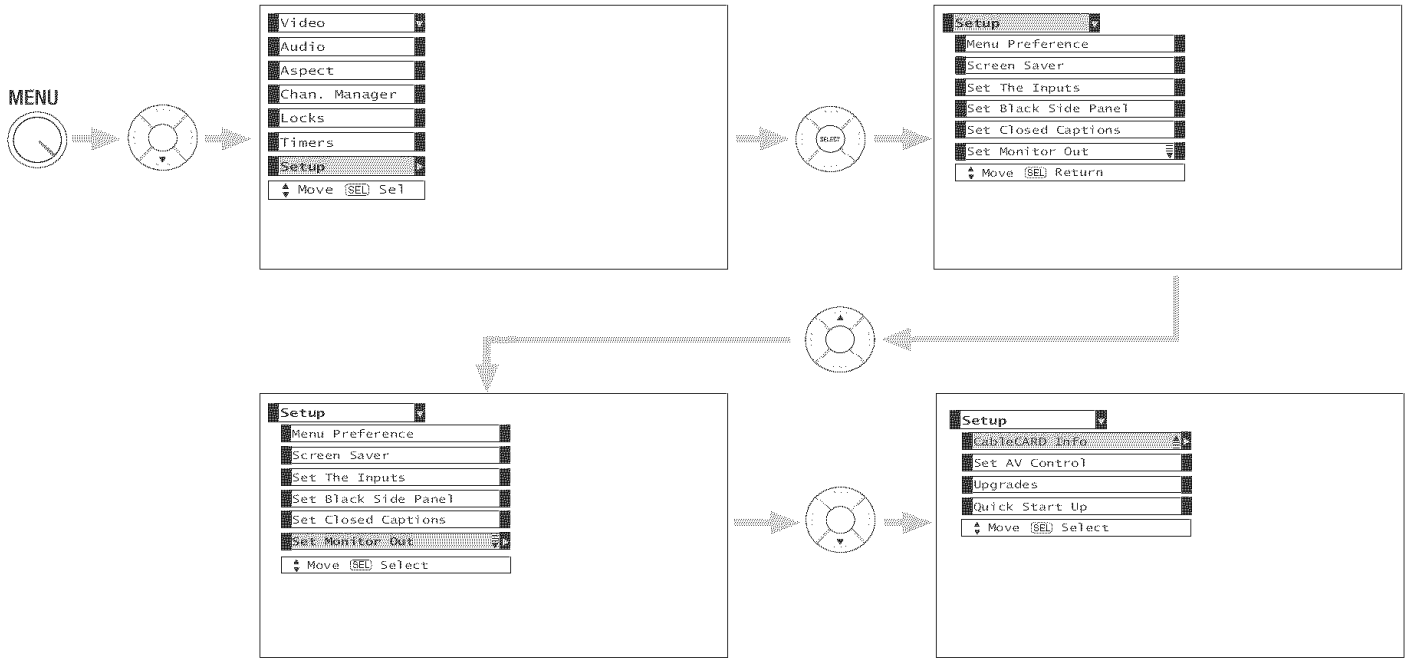 MENU
Video
Audio
Aspect
Chan. Manager
Locks
Timers
Setup
Move SEL Sel
SELECT
Setup
Menu Preference
Screen Saver
Set The Inputs
Set Black Side Panel
Set Closed Captions
Set Monitor Out
Move SEL Return
Setup
Menu Preference
Screen Saver
Set The Inputs
Set Black Side Panel
Set Closed Captions
Set Monitor Out
Move SEL Select
Setup
CableCARD Info
Set AV Control
Upgrades
Quick Start Up
Move SEL Select